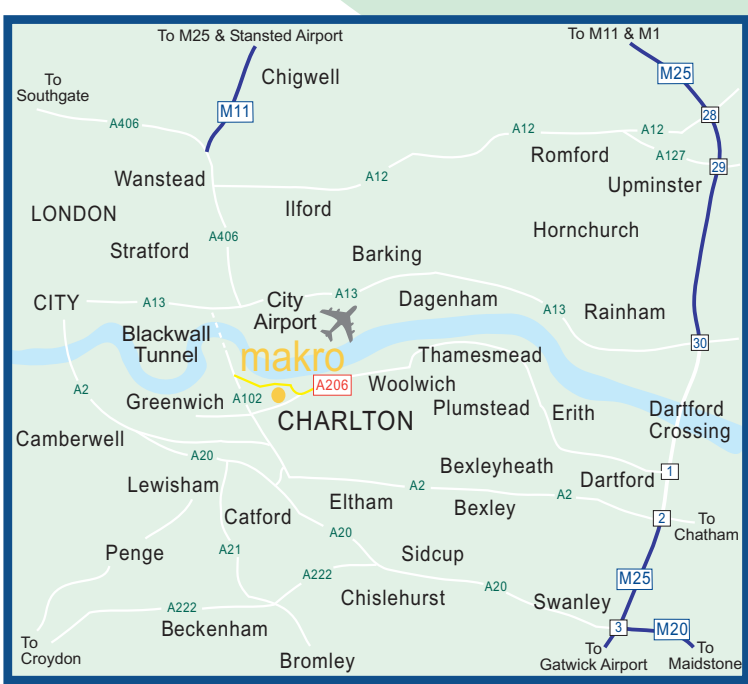 To M25 & Stansted Airport
To M11 & M1
To
Southgate
Chigwell
M25
M11
28
A406
A12
A12
Romford
A127
29
Wanstead
A12
Upminster
LONDON
Ilford
Hornchurch
A406
Stratford
Barking
CITY
A13
City
Airport
A13
Dagenham
A13
Rainham
Blackwall
Tunnel
30
makro
Thamesmead
A206
Woolwich
A2
Greenwich
A102
Plumstead
Erith
Dartford
Crossing
CHARLTON
Camberwell
A20
Bexleyheath
Dartford
1
Lewisham
A2
A2
Eltham
Bexley
Catford
2
To
Chatham
A20
Penge
A21
Sidcup
A222
M25
A20
Chislehurst
Swanley
A222
Beckenham
3
M20
To
Croydon
Bromley
To
Gatwick Airport
To
Maidstone